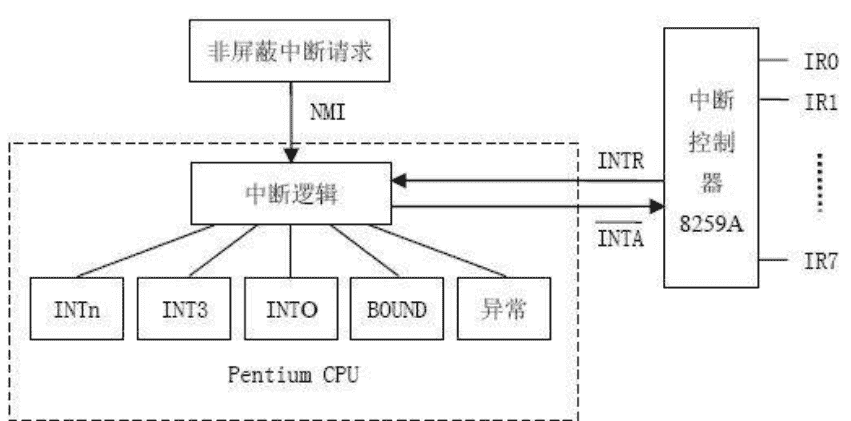 非屏蔽中断请求
NMI
中断逻辑
INTR
INTA
中断
控制
器
8259A
IR0
IR1
IR7
INTn
INT3
INTO
BOUND
异常
Pentium CPU